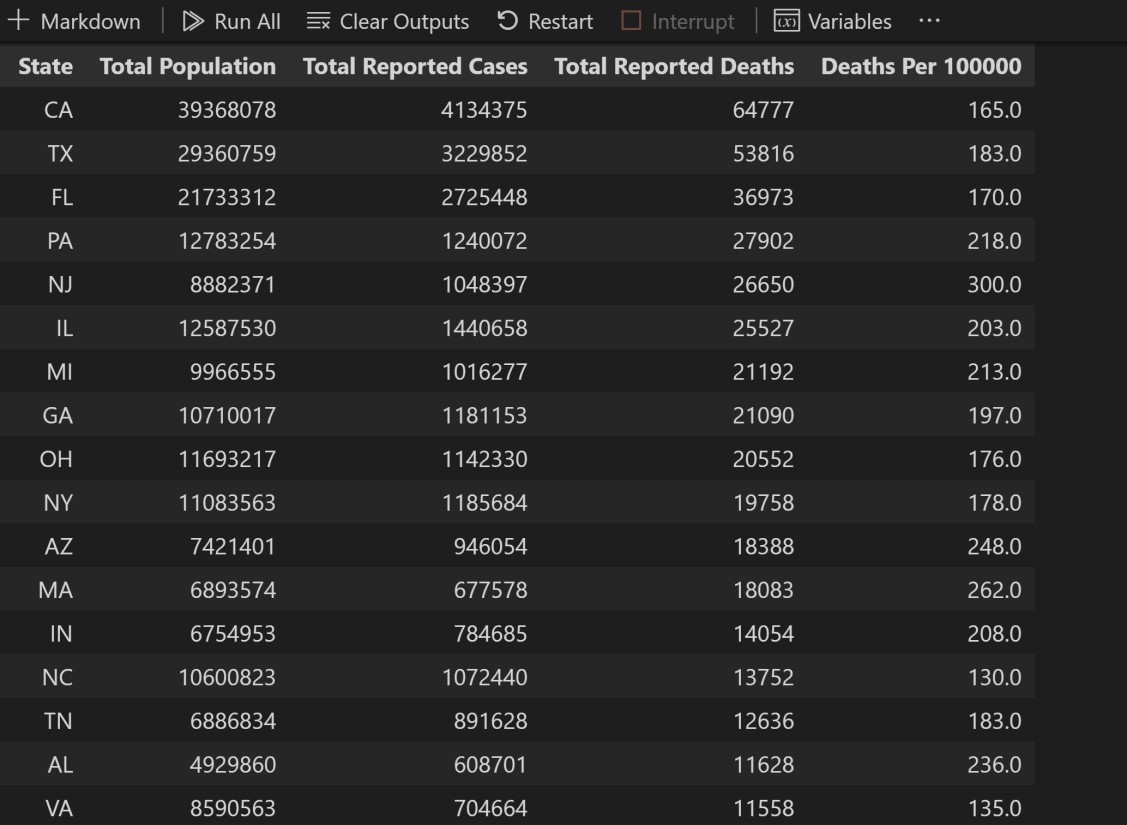 Markdown Run All Clear Outputs Restart Interrupt Variables ...
State Total Population Total Reported Cases Total Reported Deaths Deaths Per 100000
CA 39368078 4134375 64777 165.0
TX 29360759 3229852 53816 183.0
FL 21733312 2725448 36973 170.0
PA 12783254 1240072 27902 218.0
NJ 8882371 1048397 26650 300.0
IL 12587530 1440658 25527 203.0
MI 9966555 1016277 21192 213.0
GA 10710017 1181153 21090 197.0
OH 11693217 1142330 20552 176.0
NY 11083563 1185684 19758 178.0
AZ 7421401 946054 18388 248.0
MA 6893574 677578 18083 262.0
IN 6754953 784685 14054 208.0
NC 10600823 1072440 13752 130.0
TN 6886834 891628 12636 183.0
AL 4929860 608701 11628 236.0
VA 8590563 704664 11558 135.0